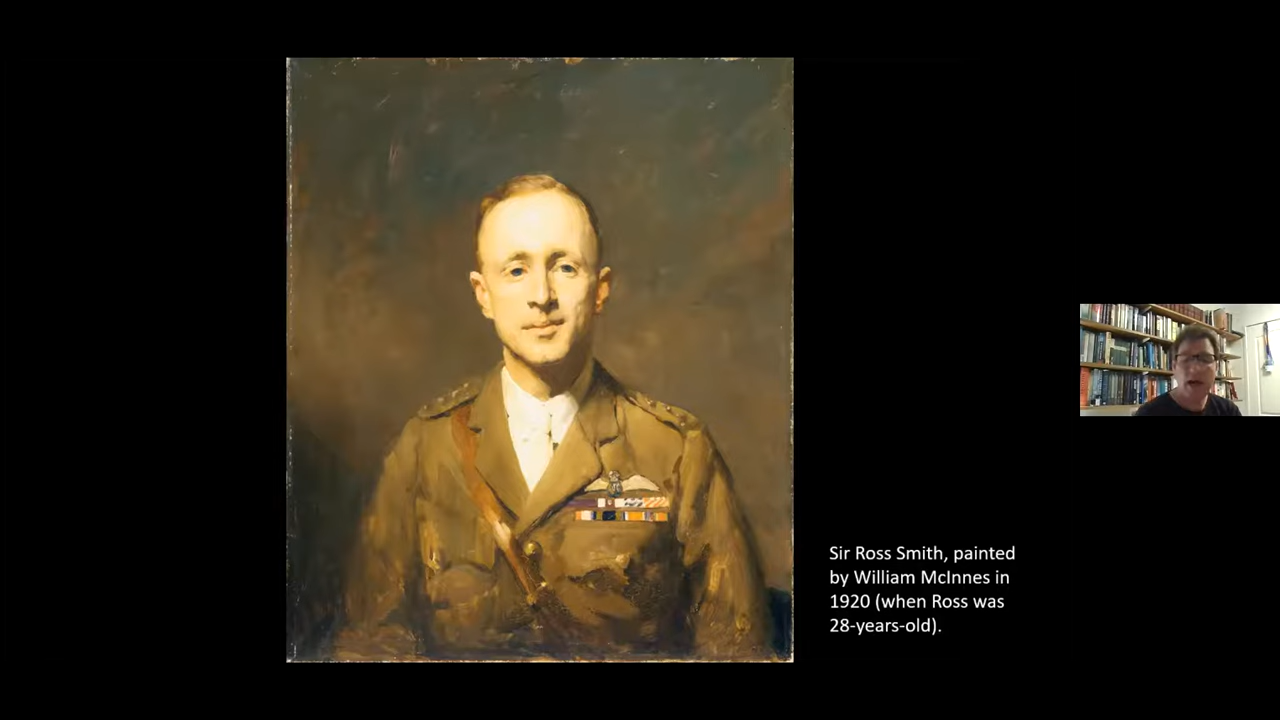 Sir Ross Smith, painted
by William McInnes in
1920 (when Ross was
28-years-old).